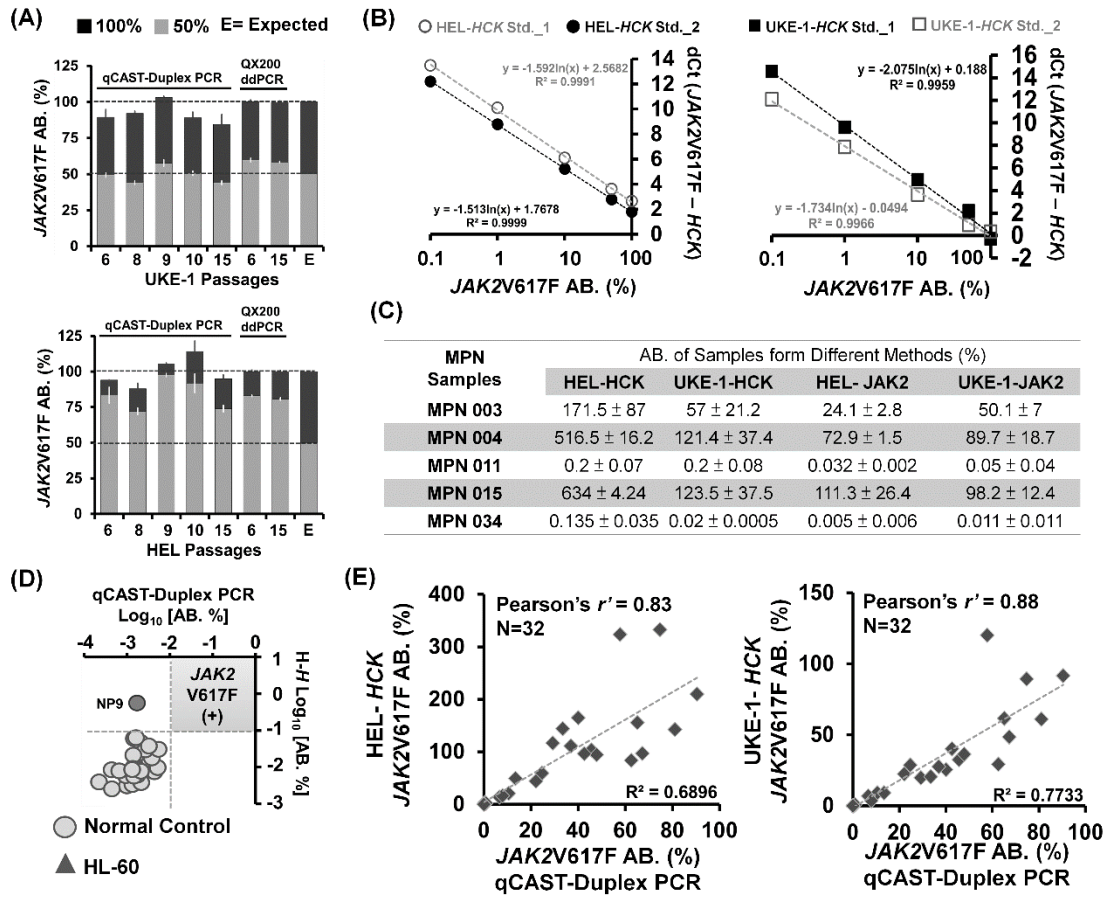 (A)
100% 50% E= Expected
qCAST-Duplex PCR
QX200
ddPCR
JAK2V617F AB. (%)
125
100
75
50
25
0
6 8 9 10 15 6 15 E
UKE-1 Passages
qCAST-Duplex PCR
QX200
ddPCR
JAK2V617F AB. (%)
125
100
75
50
25
0
6 8 9 10 15 6 15 E
HEL Passages
(B)
HEL-HCK Std._1 HEL-HCK Std._2
y = -1.592ln(x) + 2.5682
R² = 0.9991
y = -1.513ln(x) + 1.7678
R² = 0.9999
14
12
10
8
6
4
2
0
dCt (JAK2V617F – HCK)
0.1 1 10 100
JAK2V617F AB. (%)
UKE-1-HCK Std._1 UKE-1-HCK Std._2
y = -2.075ln(x) + 0.188
R² = 0.9959
y = -1.734ln(x) - 0.0494
R² = 0.9966
16
14
12
10
8
6
4
2
0
-2
dCt (JAK2V617F – HCK)
0.1 1 10 100
JAK2V617F AB. (%)
(C)
MPN Samples AB. of Samples form Different Methods (%)
HEL-HCK UKE-1-HCK HEL- JAK2 UKE-1-JAK2
MPN 003 171.5 ± 87 57 ± 21.2 24.1 ± 2.8 50.1 ± 7
MPN 004 516.5 ± 16.2 121.4 ± 37.4 72.9 ± 1.5 89.7 ± 18.7
MPN 011 0.2 ± 0.07 0.2 ± 0.08 0.032 ± 0.002 0.05 ± 0.04
MPN 015 634 ± 4.24 123.5 ± 37.5 111.3 ± 26.4 98.2 ± 12.4
MPN 034 0.135 ± 0.035 0.02 ± 0.0005 0.005 ± 0.006 0.011 ± 0.011
(D)
qCAST-Duplex PCR
Log₁₀ [AB. %]
-4 -3 -2 -1 0
JAK2
V617F
(+)
NP9
1
0
-1
-2
-3
H-H Log₁₀ [AB. %]
Normal Control
HL-60
(E)
Pearson's r' = 0.83
N=32
HEL- HCK
JAK2V617F AB. (%)
400
300
200
100
0
R² = 0.6896
0 20 40 60 80 100
JAK2V617F AB. (%)
qCAST-Duplex PCR
Pearson's r' = 0.88
N=32
UKE-1- HCK
JAK2V617F AB. (%)
150
100
50
0
R² = 0.7733
0 20 40 60 80 100
JAK2V617F AB. (%)
qCAST-Duplex PCR